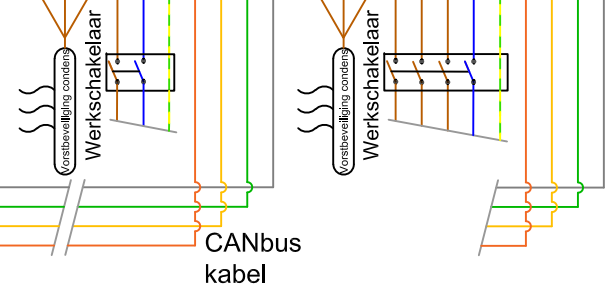 Vorstbeveiliging condens
Werkschakelaar
Vorstbeveiliging condens
Werkschakelaar
CANbus
kabel